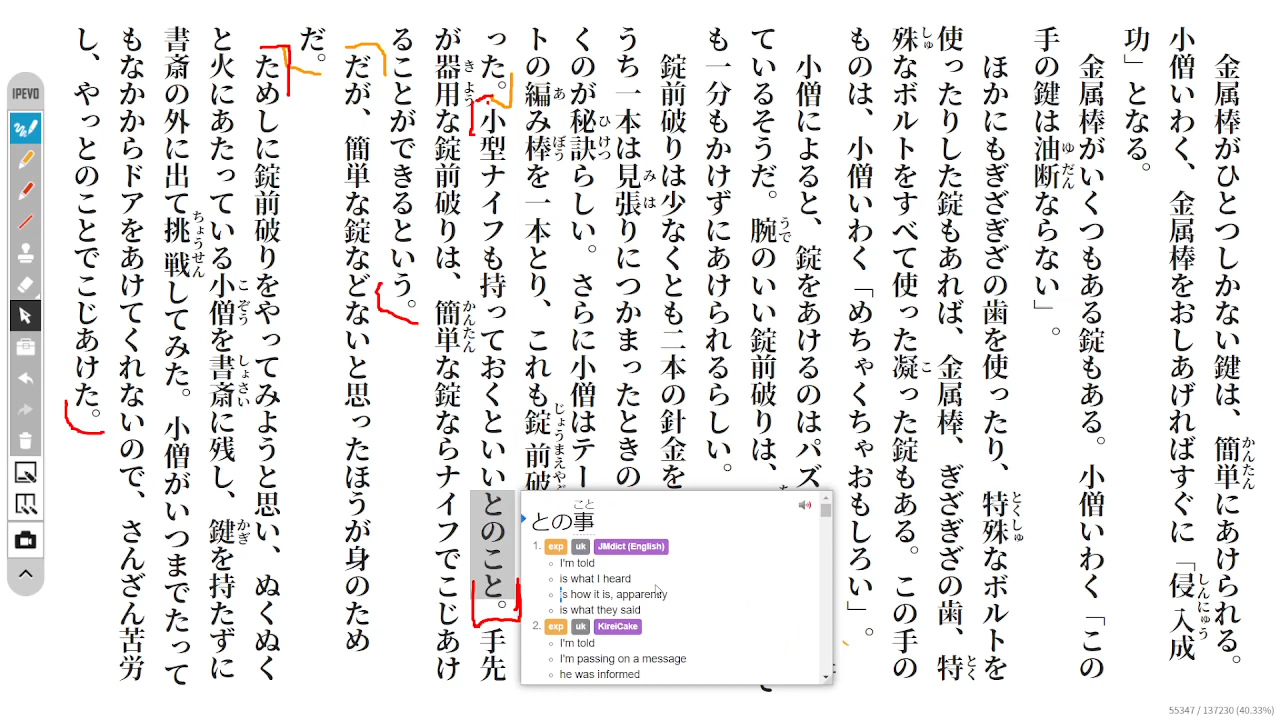 金属棒がひとつしかない鍵は、簡単にあけられる。
小僧いわく、金属棒をおしあげればすぐに「侵入成
功」となる。
金属棒がいくつもある錠もある。小僧いわく「この
手の鍵は油断ならない」。
ほかにもぎざぎざの歯を使ったり、特殊なボルトを
使ったりした錠もあれば、金属棒、ぎざぎざの歯、特
殊なボルトをすべて使った凝った錠もある。この手の
ものは、小僧いわく「めちゃくちゃおもしろい」。
小僧によると、錠をあけるのはパズ
ているそうだ。腕のいい錠前破りは、
も一分もかけずにあけられるらしい。
錠前破りは少なくとも二本の針金を
うち一本は見張りにつかまったときの
くのが秘訣らしい。さらに小僧はテー
トの編み棒を一本とり、これも錠前破
った。小型ナイフも持っておくといいとのこと。手先
が器用な錠前破りは、簡単な錠ならナイフでこじあけ
ることができるという。
だが、簡単な錠などないと思ったほうが身のため
だ。
ためしに錠前破りをやってみようと思い、ぬくぬく
と火にあたっている小僧を書斎に残し、鍵を持たずに
書斎の外に出て挑戦してみた。小僧がいつまでたって
もなかからドアをあけてくれないので、さんざん苦労
し、やっとのことでこじあけた。
IPEVO
との事
1. exp uk JMdict (English)
I'm told
is what I heard
is how it is, apparently
is what they said
2. exp uk KireiCake
I'm told
I'm passing on a message
he was informed
55347 / 137230 (40.33%)